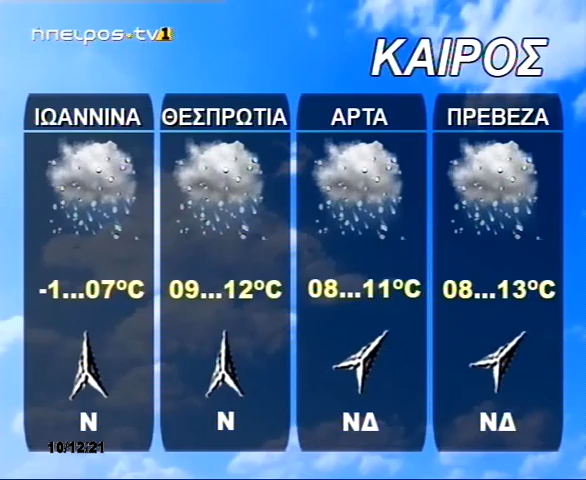 ήπειρος.tv1
ΚΑΙΡΟΣ
ΙΩΑΝΝΙΝΑ ΘΕΣΠΡΩΤΙΑ ΑΡΤΑ ΠΡΕΒΕΖΑ
-1...07ºC 09...12ºC 08...11ºC 08...13ºC
Ν Ν ΝΔ ΝΔ
10/12/21